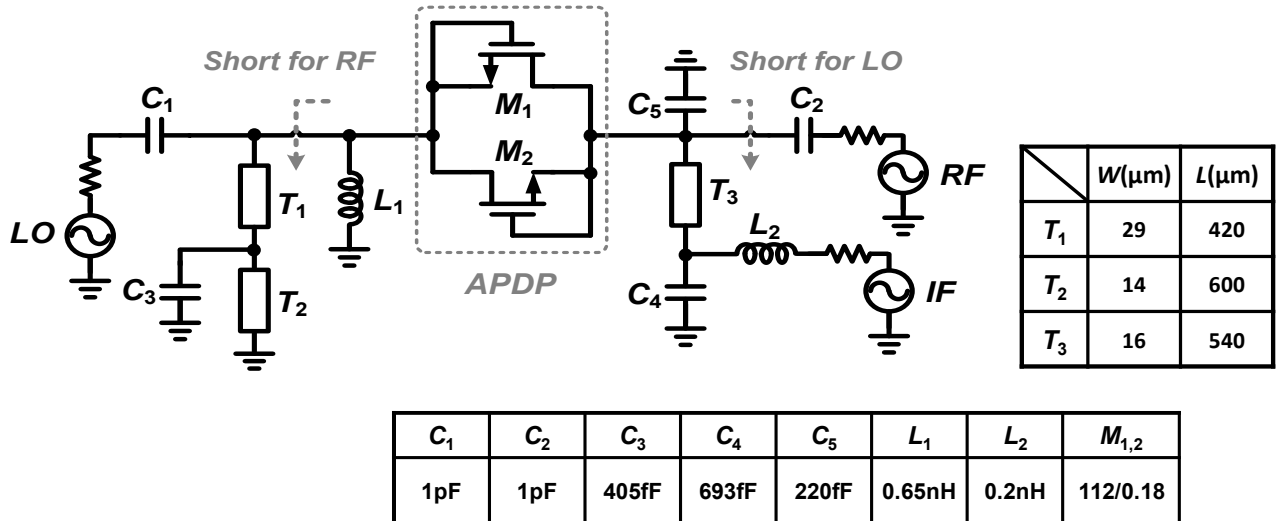 Short for RF
Short for LO
C1
M1
C5
C2
M2
RF
T1
L1
T3
L2
LO
C3
T2
APDP
C4
IF
W(μm) L(μm)
T1 29 420
T2 14 600
T3 16 540
C1 C2 C3 C4 C5 L1 L2 M1,2
1pF 1pF 405fF 693fF 220fF 0.65nH 0.2nH 112/0.18